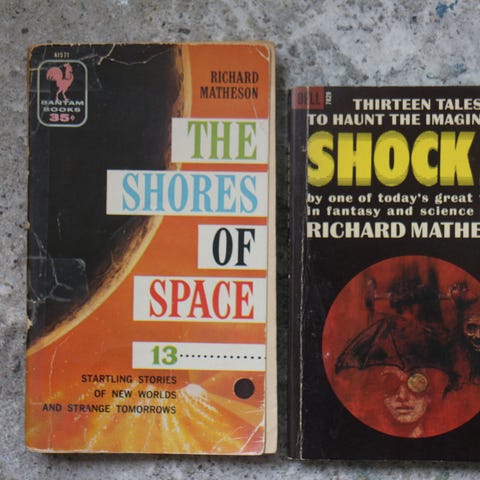 A1571
BANTAM
BOOKS
35¢
RICHARD
MATHESON
THE
SHORES
OF
SPACE
13
STARTLING STORIES
OF NEW WORLDS
AND STRANGE TOMORROWS
DELL
THIRTEEN TALES
TO HAUNT THE IMAGIN
SHOCK
by one of today's great
in fantasy and science
RICHARD MATHE